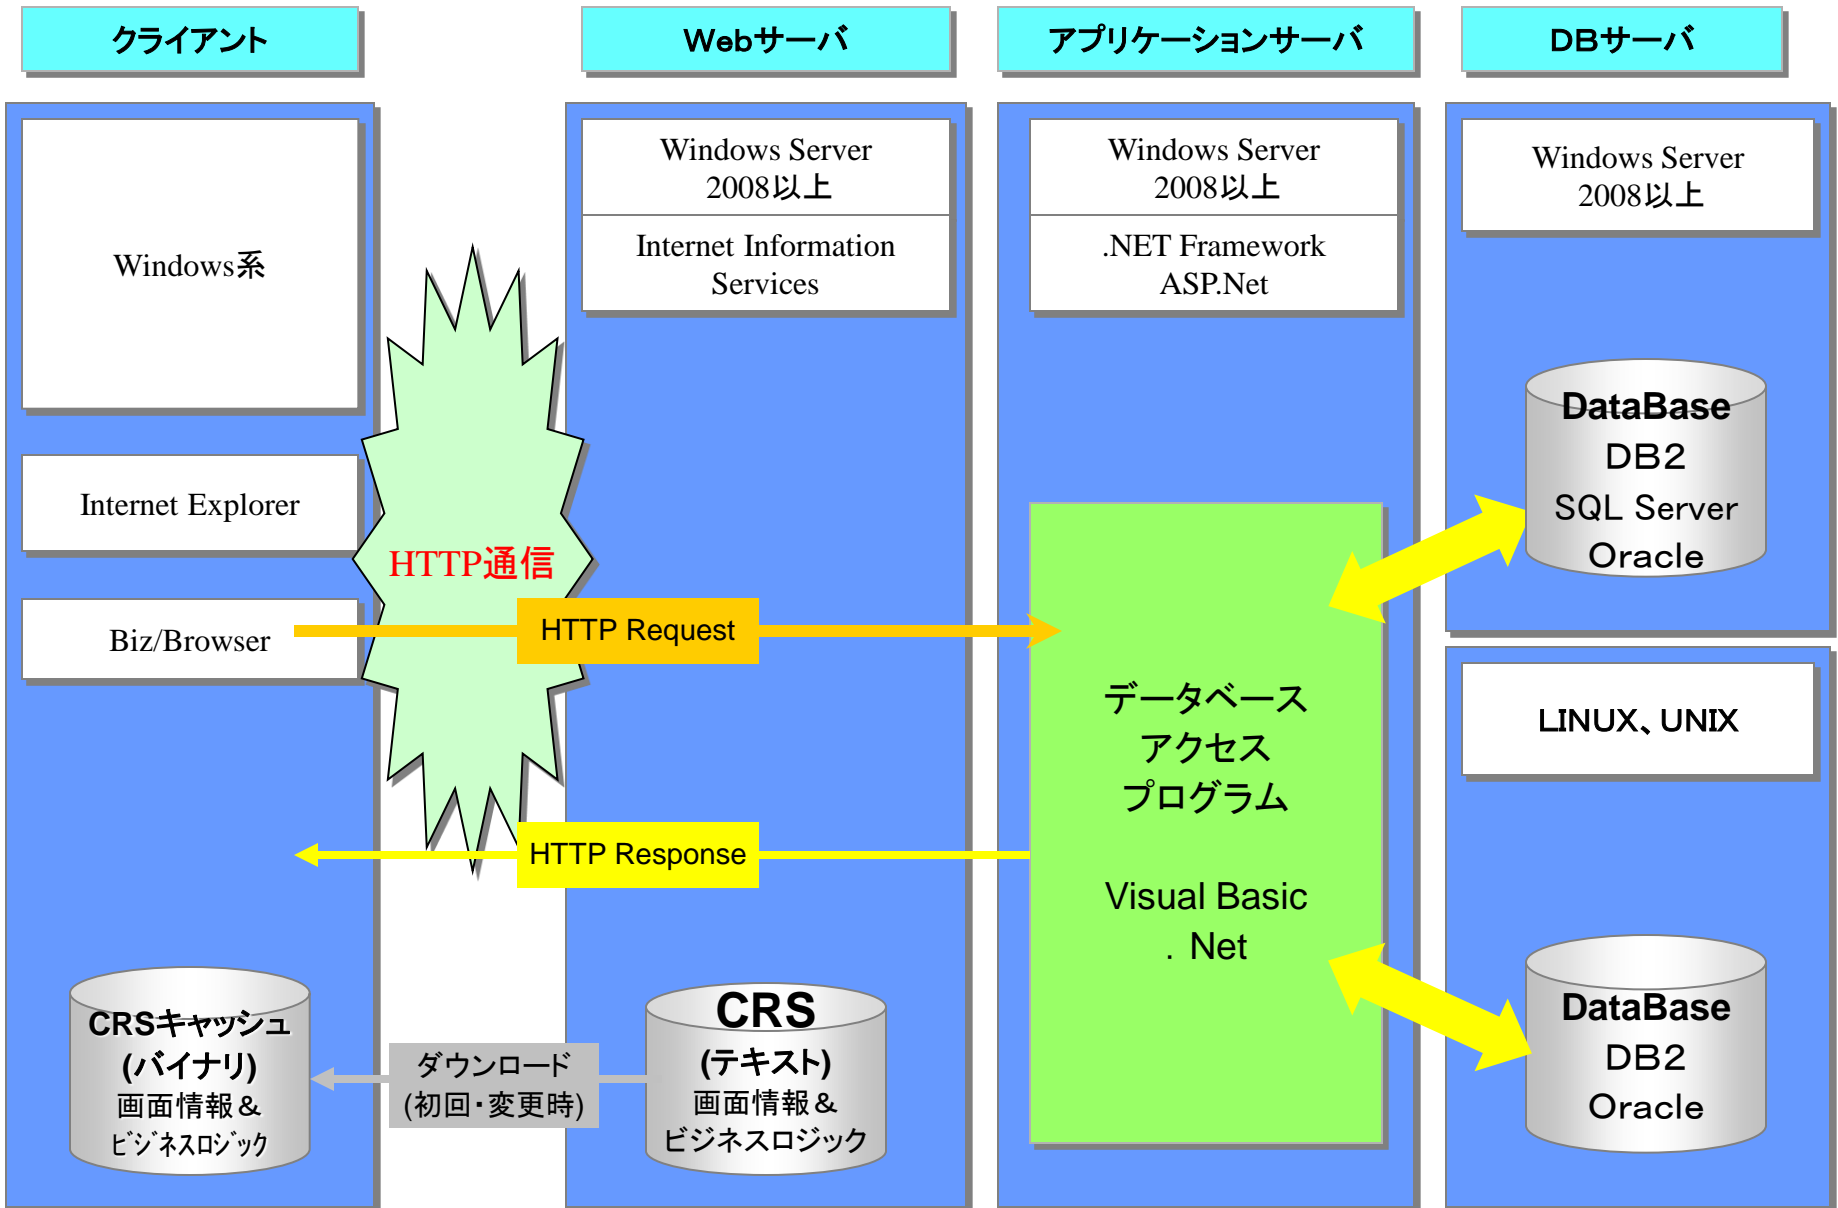 クライアント
Windows系
Internet Explorer
Biz/Browser
CRSキャッシュ
(バイナリ)
画面情報＆
ﾋﾞｼﾞﾈｽﾛｼﾞｯｸ
HTTP通信
HTTP Request
HTTP Response
ダウンロード
(初回・変更時)
Webサーバ
Windows Server
2008以上
Internet Information
Services
CRS
(テキスト)
画面情報＆
ビジネスロジック
アプリケーションサーバ
Windows Server
2008以上
.NET Framework
ASP.Net
データベース
アクセス
プログラム
Visual Basic
．Net
ＤＢサーバ
Windows Server
2008以上
DataBase
ＤＢ２
SQL Server
Oracle
LINUX、UNIX
DataBase
ＤＢ２
Oracle